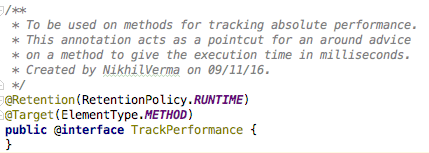 /**
* To be used on methods for tracking absolute performance.
* This annotation acts as a pointcut for an around advice
* on a method to give the execution time in milliseconds.
* Created by NikhilVerma on 09/11/16.
*/
@Retention(RetentionPolicy.RUNTIME)
@Target(ElementType.METHOD)
public @interface TrackPerformance {
}